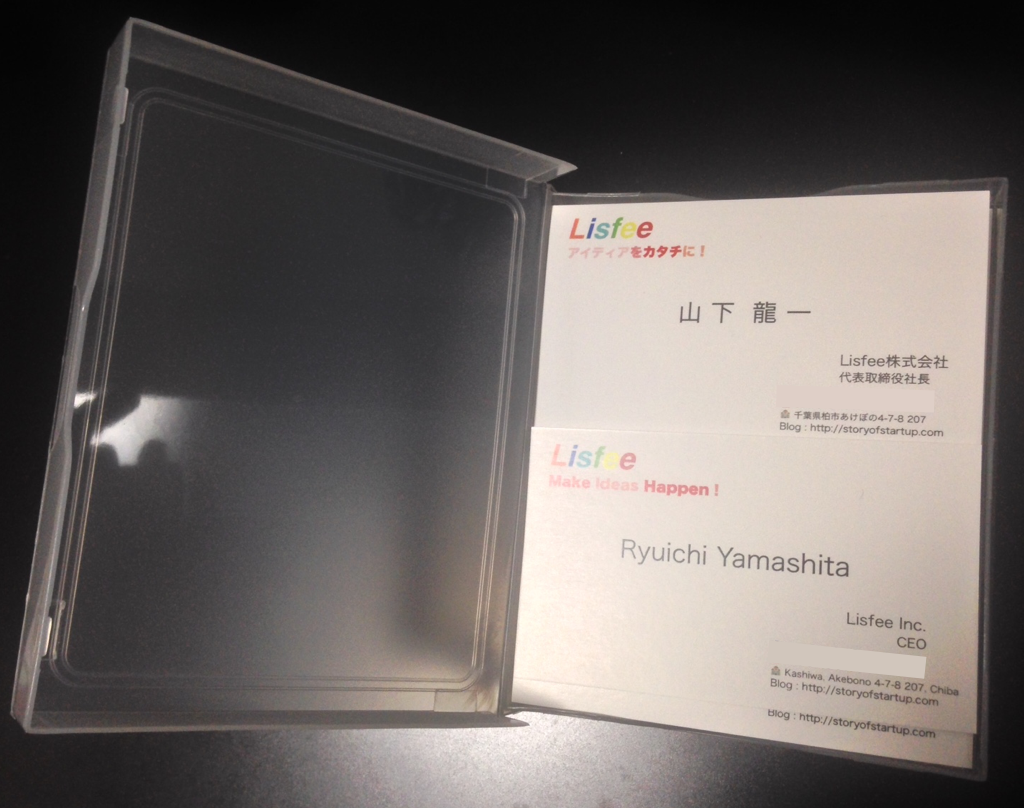 Lisfee
アイディアをカタチに！
山下 龍一
Lisfee株式会社
代表取締役社長
千葉県柏市あけぼの4-7-8 207
Blog : http://storyofstartup.com
Lisfee
Make Ideas Happen !
Ryuichi Yamashita
Lisfee Inc.
CEO
Kashiwa, Akebono 4-7-8 207, Chiba
Blog : http://storyofstartup.com
Blog : http://storyofstartup.com